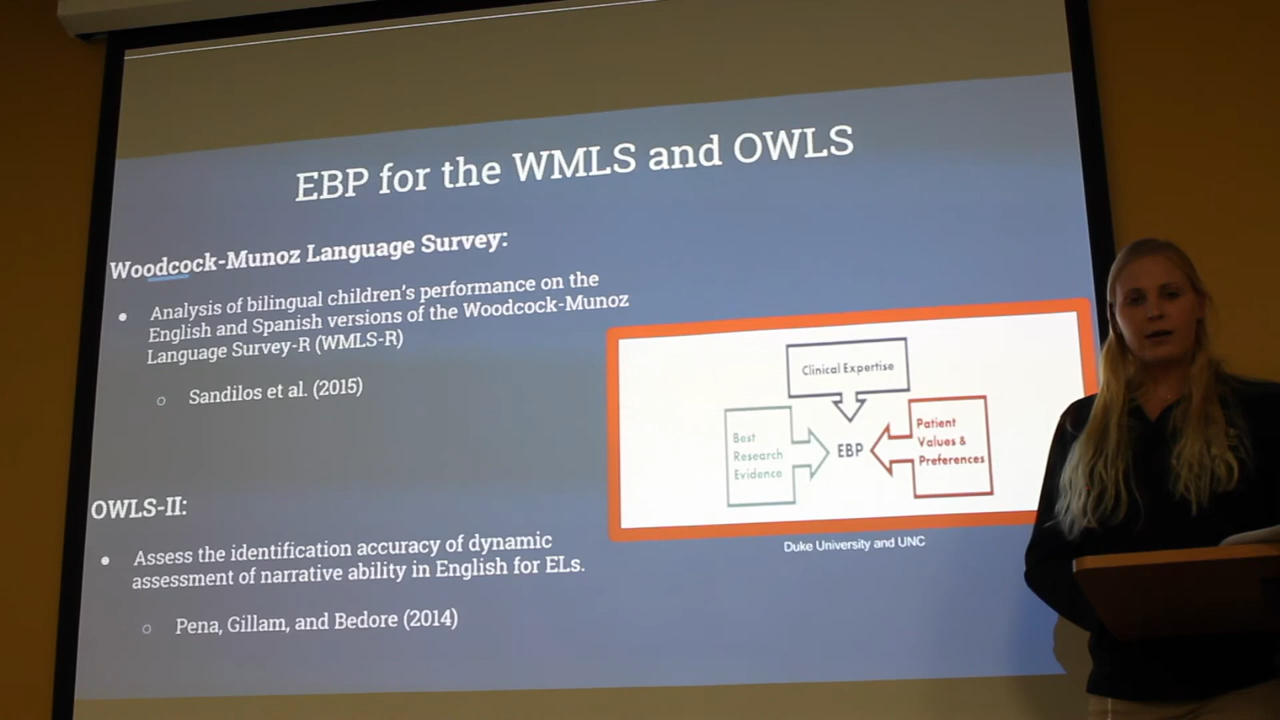 EBP for the WMLS and OWLS
Woodcock-Munoz Language Survey:
● Analysis of bilingual children's performance on the
English and Spanish versions of the Woodcock-Munoz
Language Survey-R (WMLS-R)
○ Sandilos et al. (2015)
OWLS-II:
● Assess the identification accuracy of dynamic
assessment of narrative ability in English for ELs.
○ Pena, Gillam, and Bedore (2014)
Clinical Expertise
Best
Research
Evidence
EBP
Patient
Values &
Preferences
Duke University and UNC